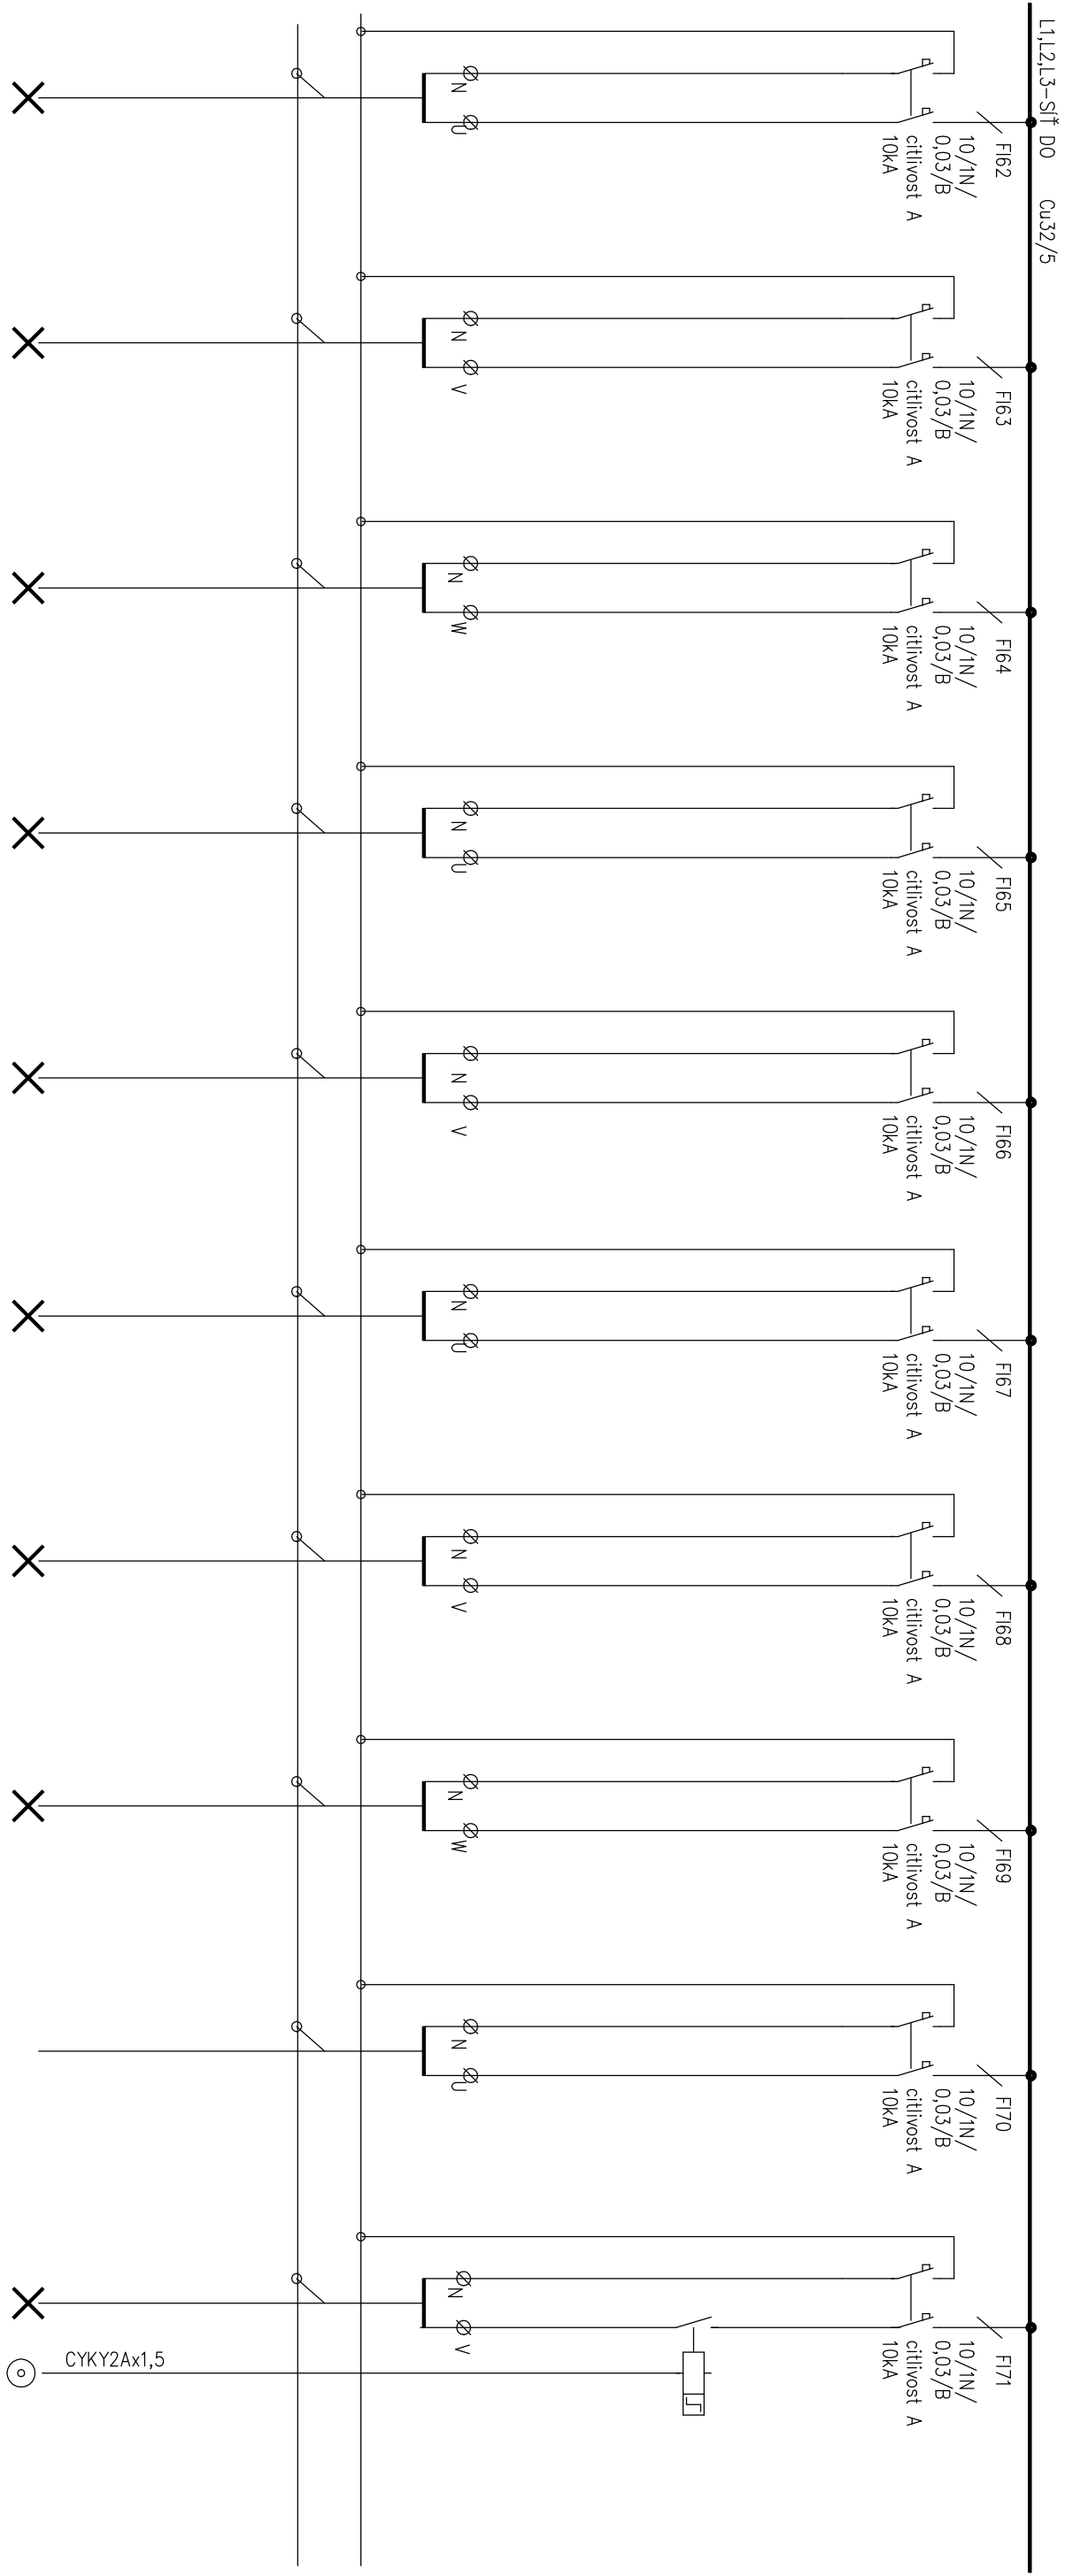 L1,L2,L3-SÍŤ DO Cu32/5
FI62
10/1N/
0,03/B
citlivost A
10kA
N
U
FI63
10/1N/
0,03/B
citlivost A
10kA
N
V
FI64
10/1N/
0,03/B
citlivost A
10kA
N
W
FI65
10/1N/
0,03/B
citlivost A
10kA
N
U
FI66
10/1N/
0,03/B
citlivost A
10kA
N
V
FI67
10/1N/
0,03/B
citlivost A
10kA
N
U
FI68
10/1N/
0,03/B
citlivost A
10kA
N
V
FI69
10/1N/
0,03/B
citlivost A
10kA
N
W
FI70
10/1N/
0,03/B
citlivost A
10kA
N
U
FI71
10/1N/
0,03/B
citlivost A
10kA
N
V
CYKY2Ax1,5